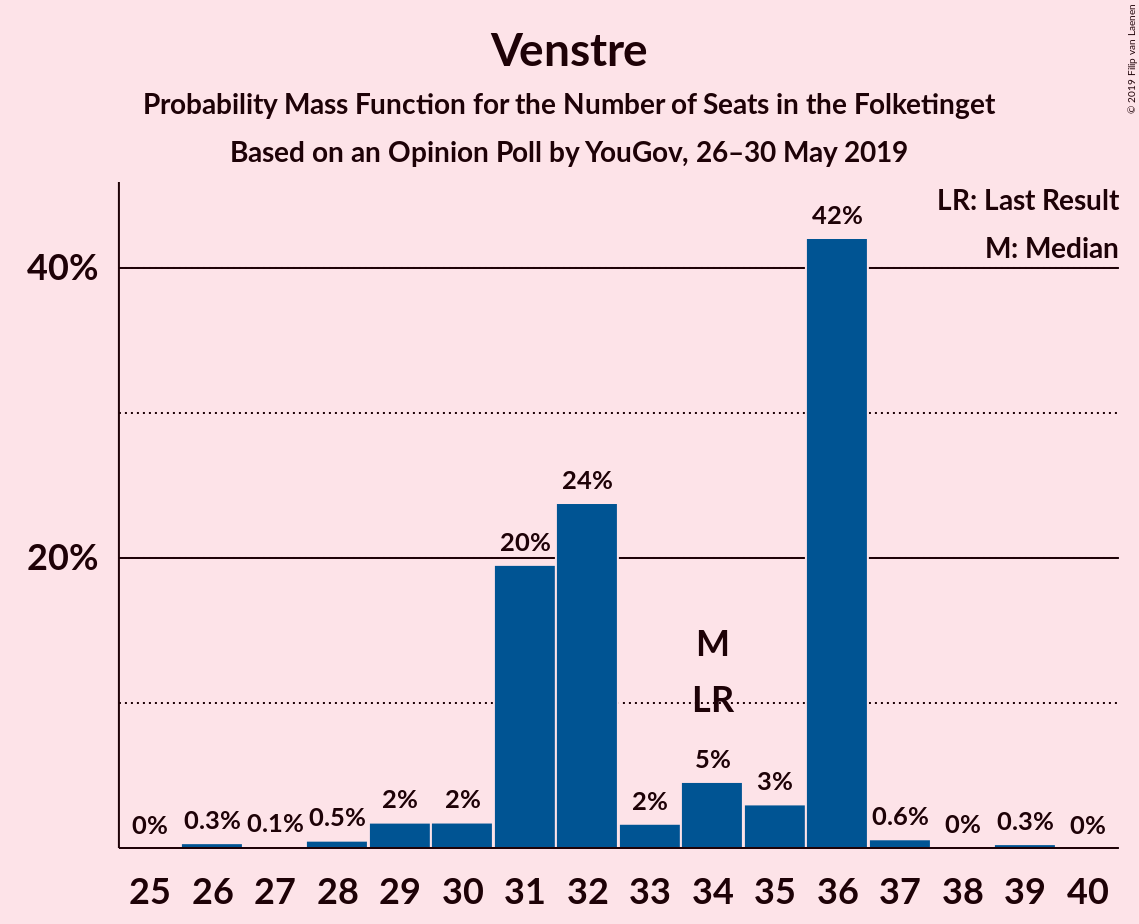 Venstre
Probability Mass Function for the Number of Seats in the Folketinget
Based on an Opinion Poll by YouGov, 26–30 May 2019
© 2019 Filip van Laenen
LR: Last Result
M: Median
42%
40%
24%
20%
20%
M
LR
5%
3%
2%
2%
2%
0%
0.3%
0.1%
0.5%
0.6%
0%
0.3%
0%
25 26 27 28 29 30 31 32 33 34 35 36 37 38 39 40